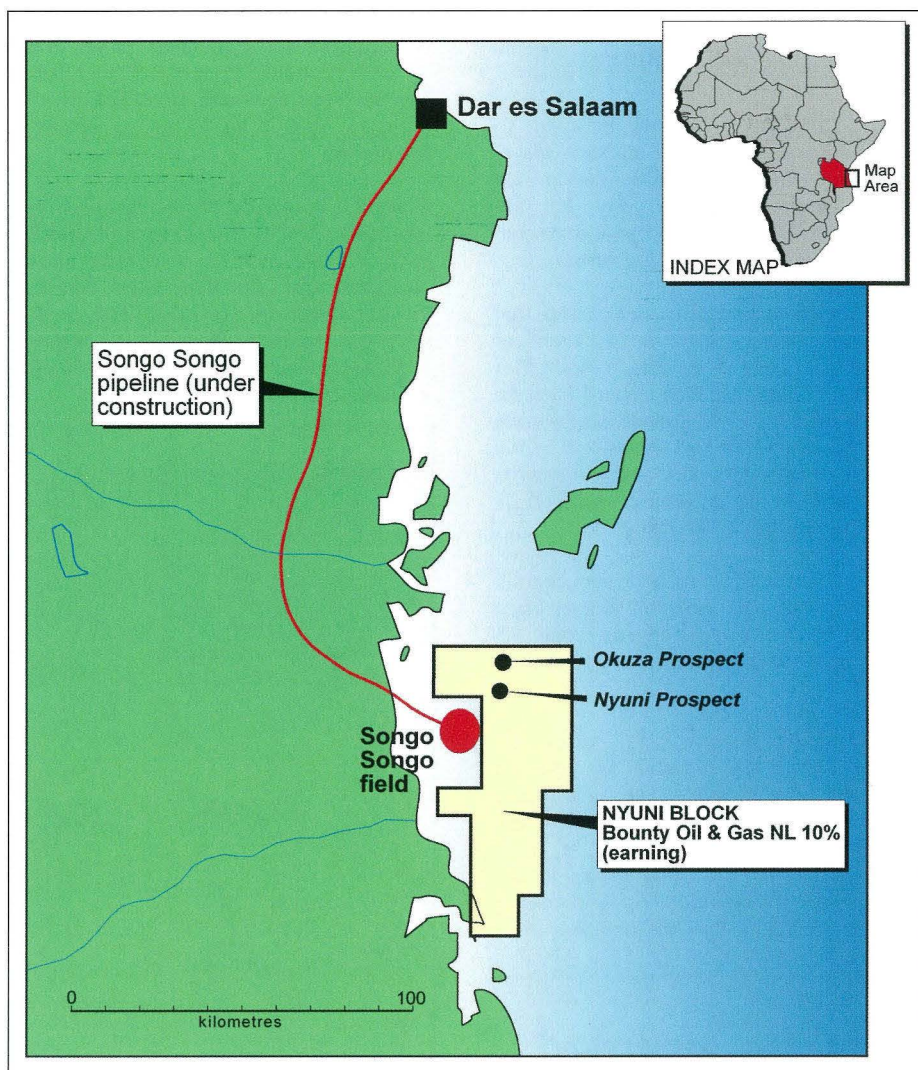 Dar es Salaam
Map
Area
INDEX MAP
Songo Songo
pipeline (under
construction)
Okuza Prospect
Nyuni Prospect
Songo
Songo
field
NYUNI BLOCK
Bounty Oil & Gas NL 10%
(earning)
0
100
kilometres